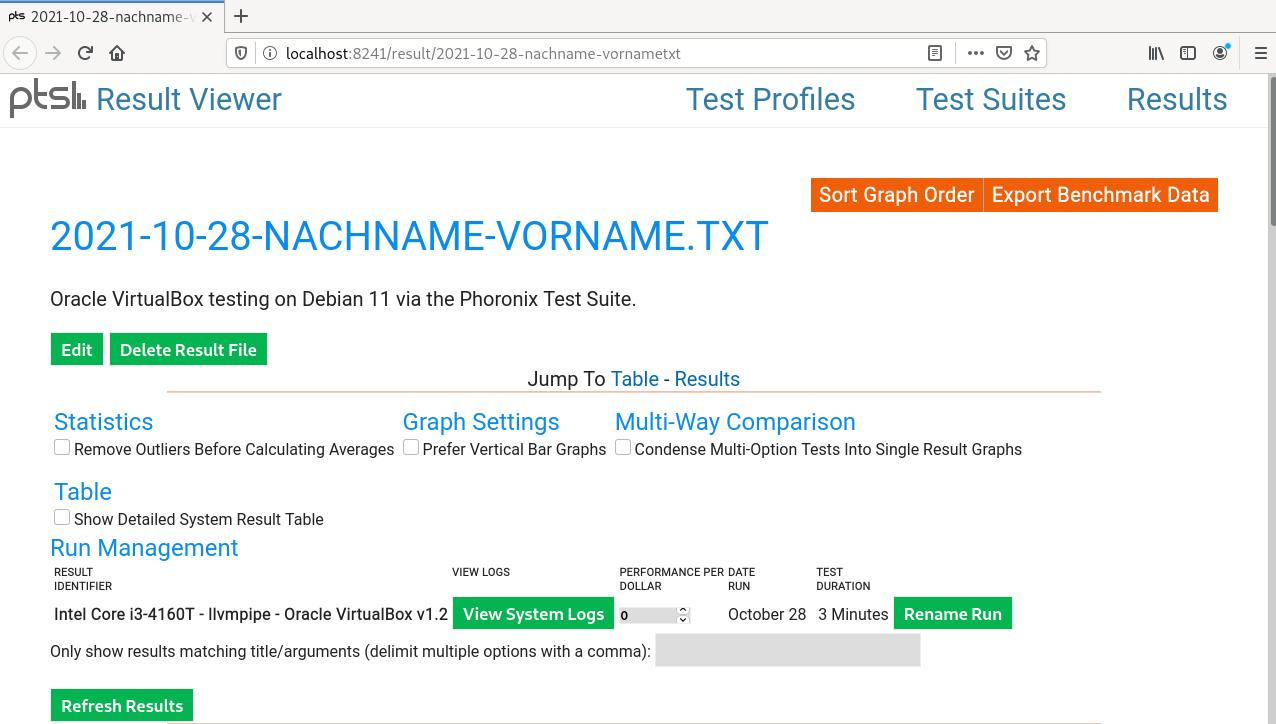 pts 2021-10-28-nachname-v
localhost:8241/result/2021-10-28-nachname-vornametxt
ptsl Result Viewer Test Profiles Test Suites Results
Sort Graph Order Export Benchmark Data
2021-10-28-NACHNAME-VORNAME.TXT
Oracle VirtualBox testing on Debian 11 via the Phoronix Test Suite.
Edit Delete Result File
Jump To Table - Results
Statistics Graph Settings Multi-Way Comparison
Remove Outliers Before Calculating Averages Prefer Vertical Bar Graphs Condense Multi-Option Tests Into Single Result Graphs
Table
Show Detailed System Result Table
Run Management
RESULT VIEW LOGS PERFORMANCE PER DATE TEST
IDENTIFIER DOLLAR RUN DURATION
Intel Core i3-4160T - llvmpipe - Oracle VirtualBox v1.2 View System Logs 0 October 28 3 Minutes Rename Run
Only show results matching title/arguments (delimit multiple options with a comma):
Refresh Results